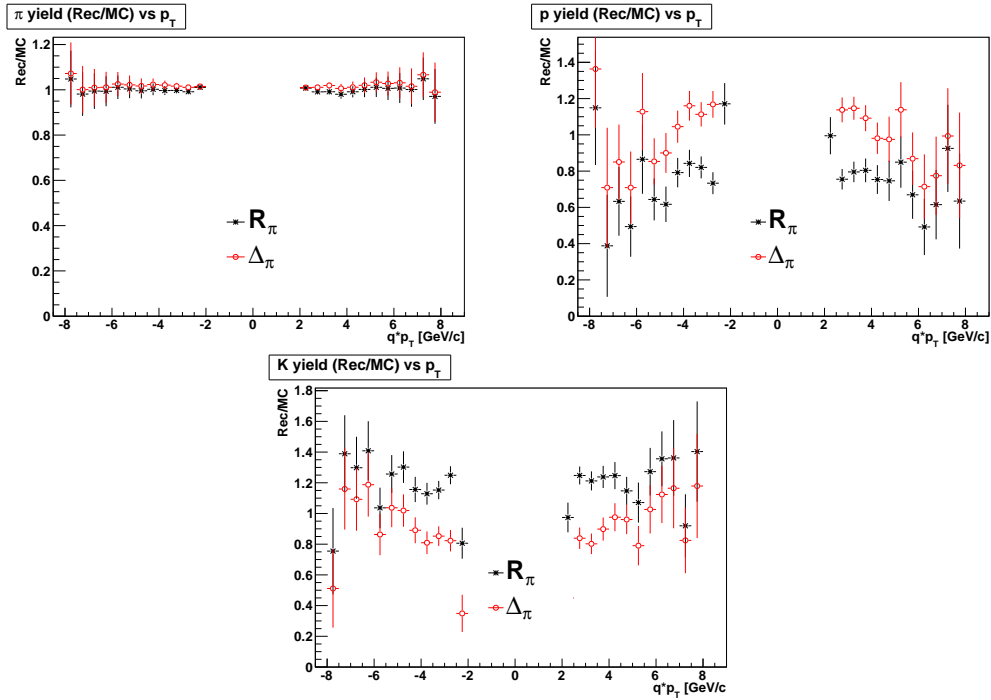 π yield (Rec/MC) vs p_T
Rec/MC
1.2
1
0.8
0.6
0.4
0.2
0
R_π
Δ_π
-8 -6 -4 -2 0 2 4 6 8
q*p_T [GeV/c]
p yield (Rec/MC) vs p_T
Rec/MC
1.4
1.2
1
0.8
0.6
0.4
0.2
0
R_π
Δ_π
-8 -6 -4 -2 0 2 4 6 8
q*p_T [GeV/c]
K yield (Rec/MC) vs p_T
Rec/MC
1.8
1.6
1.4
1.2
1
0.8
0.6
0.4
0.2
0
R_π
Δ_π
-8 -6 -4 -2 0 2 4 6 8
q*p_T [GeV/c